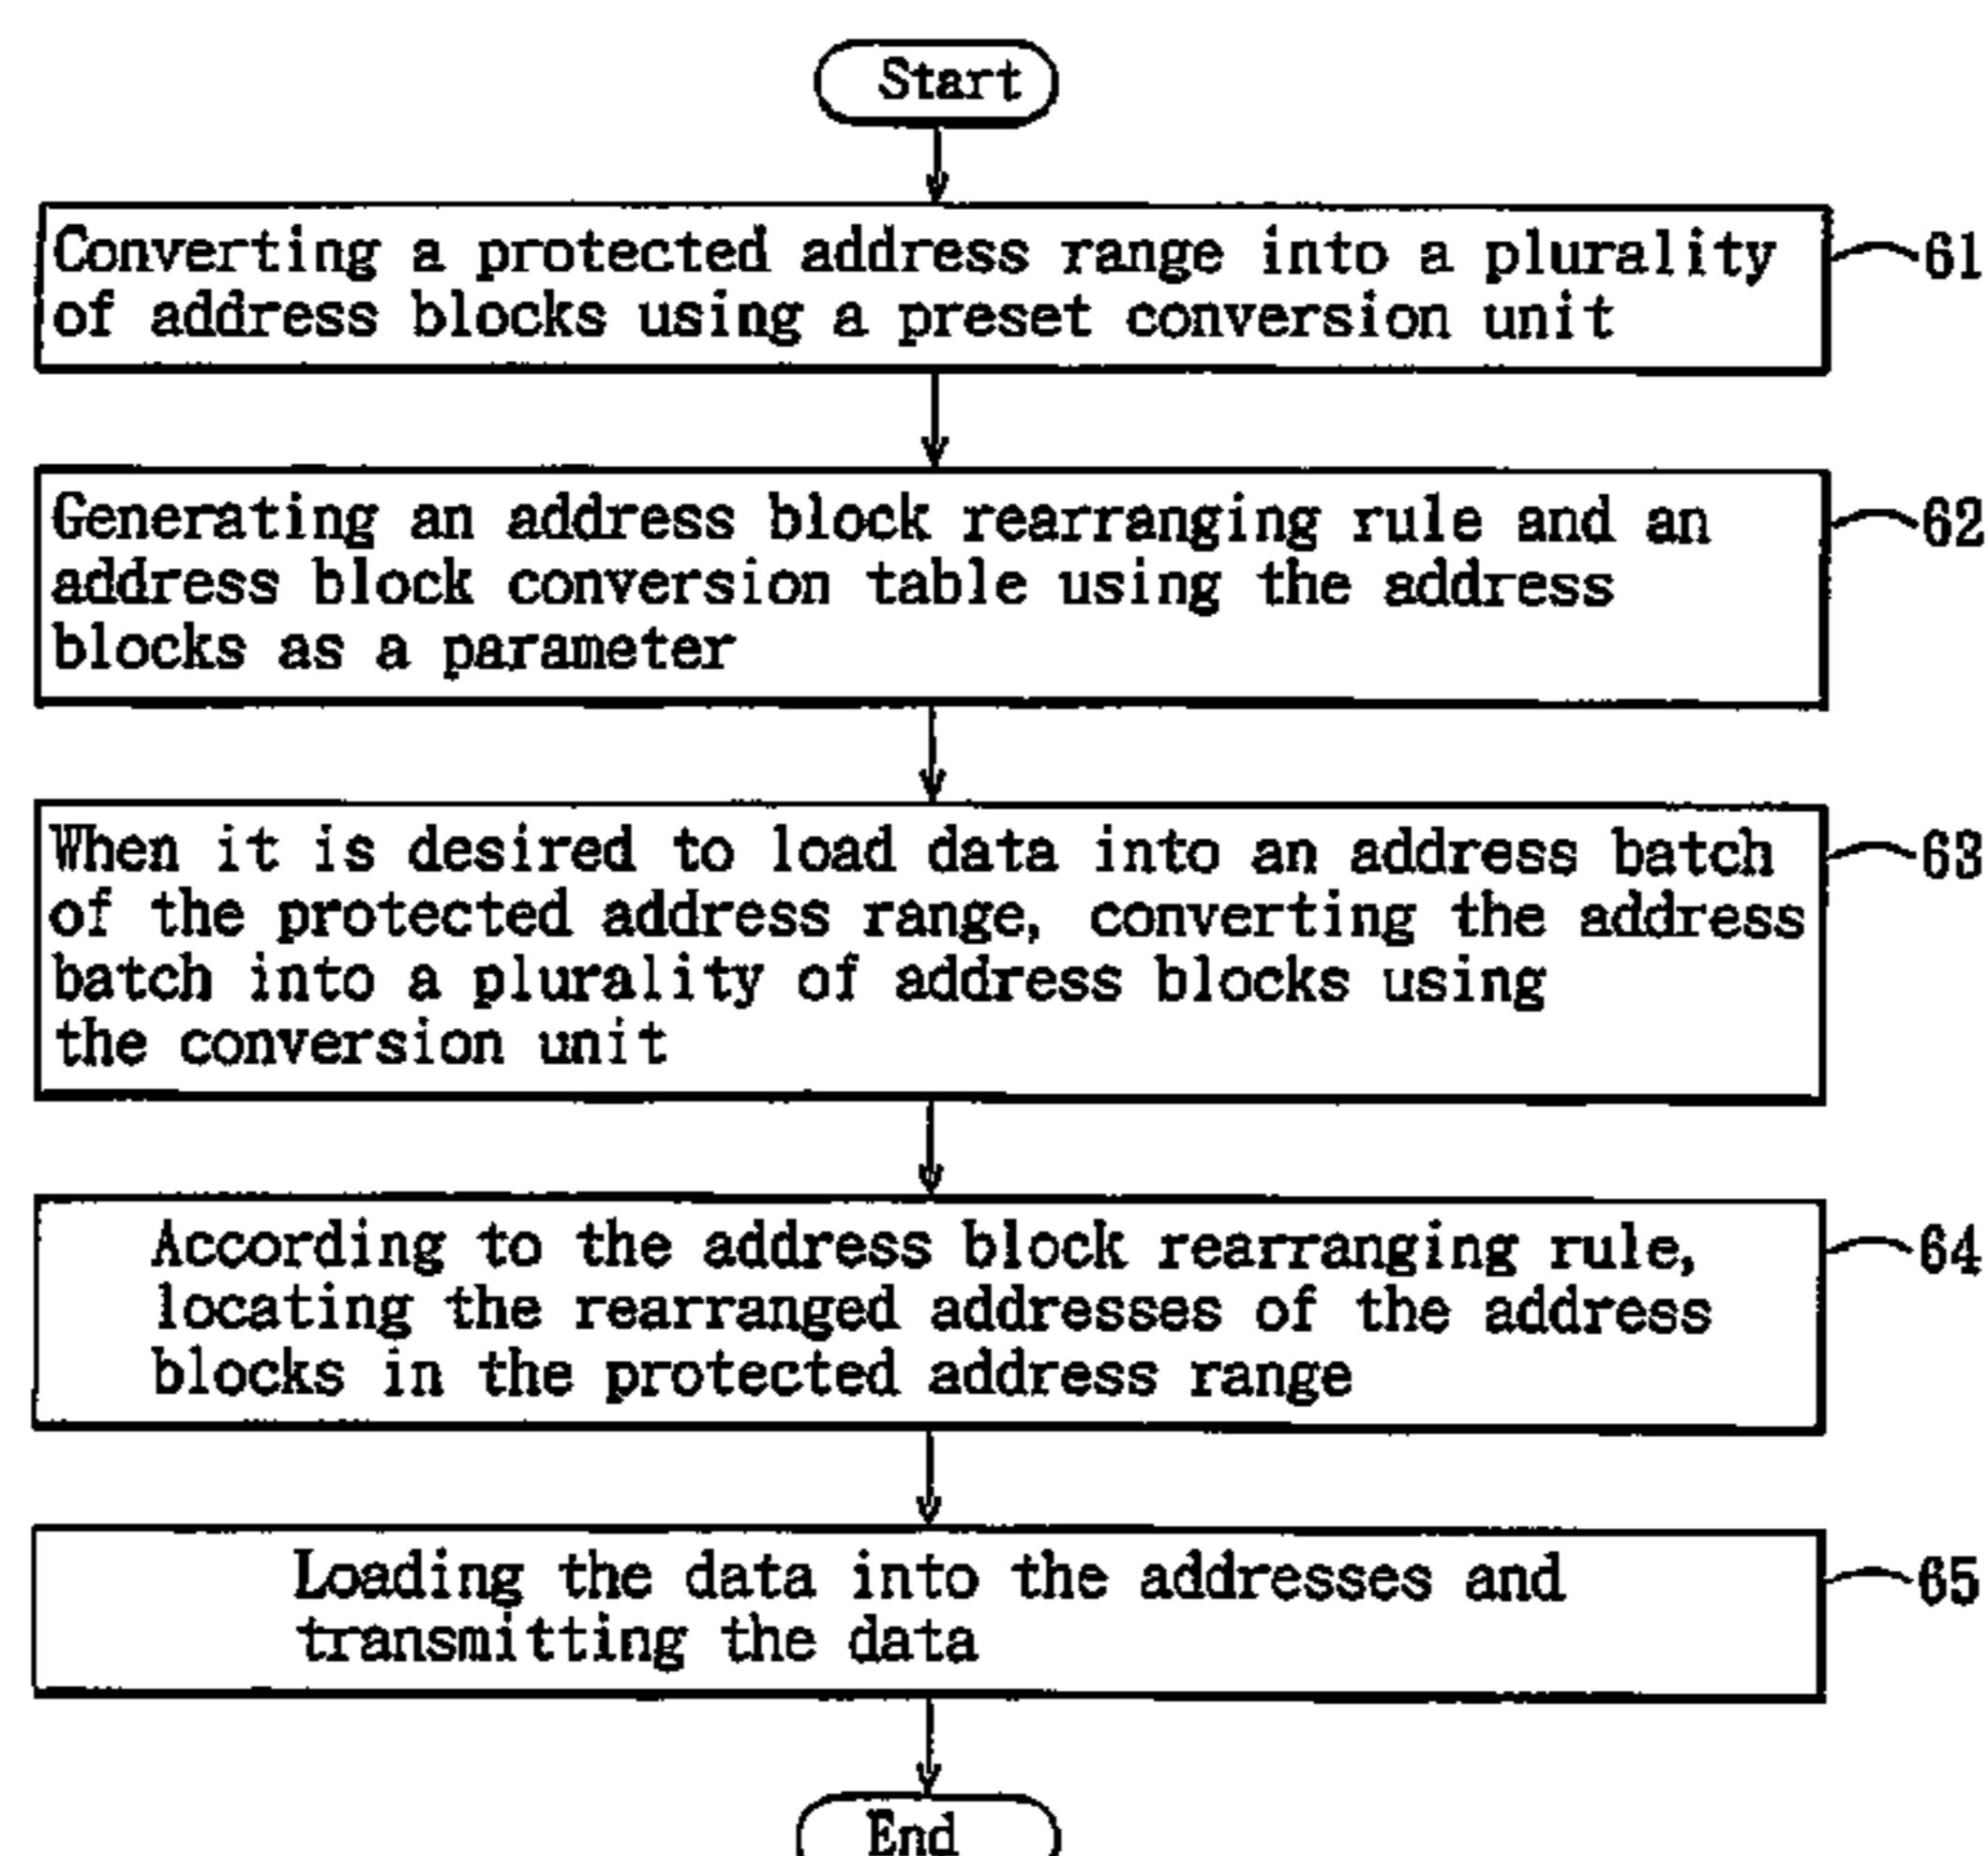 Start
Converting a protected address range into a plurality
of address blocks using a preset conversion unit
61
Generating an address block rearranging rule and an
address block conversion table using the address
blocks as a parameter
62
When it is desired to load data into an address batch
of the protected address range, converting the address
batch into a plurality of address blocks using
the conversion unit
63
According to the address block rearranging rule,
locating the rearranged addresses of the address
blocks in the protected address range
64
Loading the data into the addresses and
transmitting the data
65
End